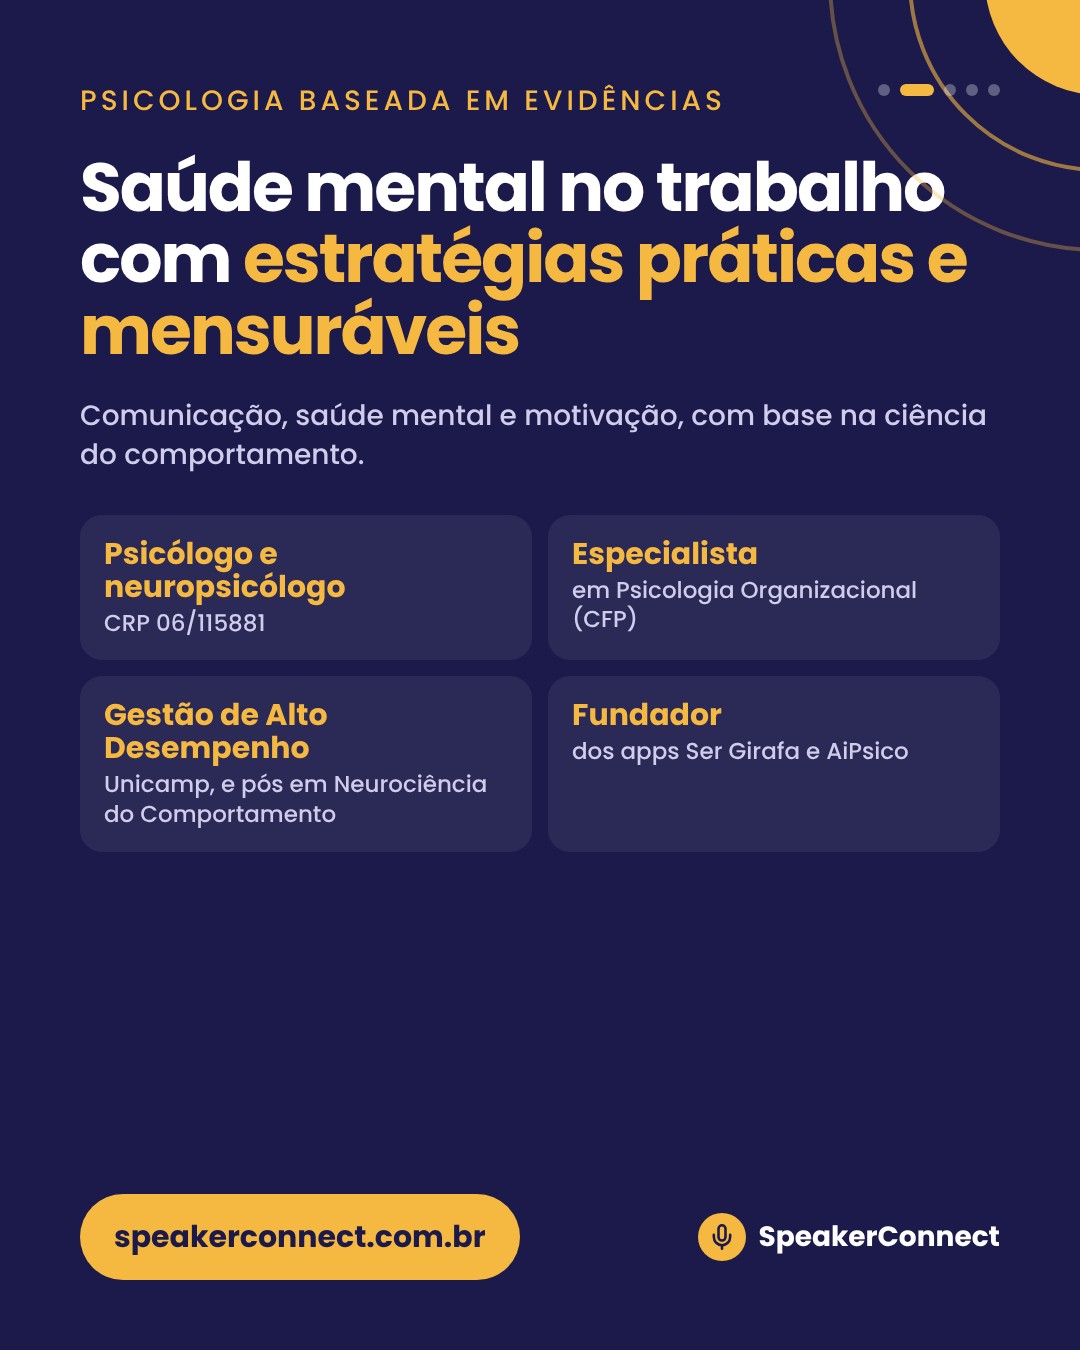 PSICOLOGIA BASEADA EM EVIDÊNCIAS
Saúde mental no trabalho
com estratégias práticas e
mensuráveis
Comunicação, saúde mental e motivação, com base na ciência
do comportamento.
Psicólogo e
neuropsicólogo
CRP 06/115881
Especialista
em Psicologia Organizacional
(CFP)
Gestão de Alto
Desempenho
Unicamp, e pós em Neurociência
do Comportamento
Fundador
dos apps Ser Girafa e AiPsico
speakerconnect.com.br
SpeakerConnect